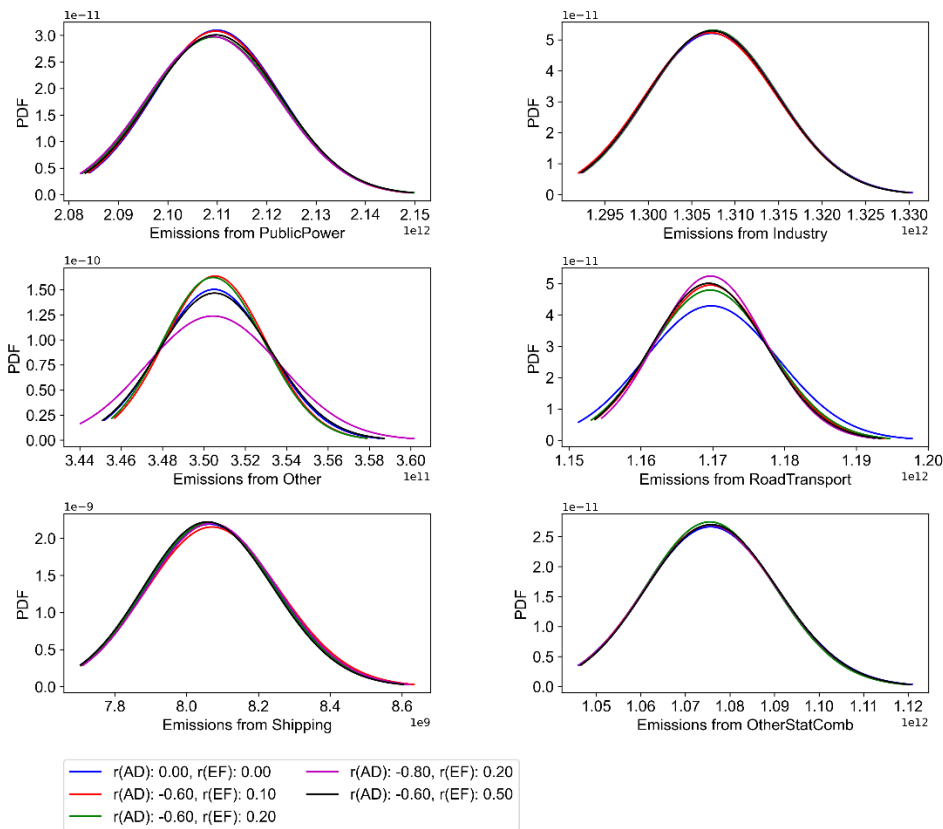 1e−11
1e−11
3.0
2.5
2.0
1.5
1.0
0.5
0.0
PDF
2.08 2.09 2.10 2.11 2.12 2.13 2.14 2.15
Emissions from PublicPower
1e12
5
4
3
2
1
0
PDF
1.295 1.300 1.305 1.310 1.315 1.320 1.325 1.330
Emissions from Industry
1e12
1e−10
1.50
1.25
1.00
0.75
0.50
0.25
0.00
PDF
3.44 3.46 3.48 3.50 3.52 3.54 3.56 3.58 3.60
Emissions from Other
1e11
1e−11
5
4
3
2
1
0
PDF
1.15 1.16 1.17 1.18 1.19 1.20
Emissions from RoadTransport
1e12
1e−9
2.0
1.5
1.0
0.5
0.0
PDF
7.8 8.0 8.2 8.4 8.6
Emissions from Shipping
1e9
1e−11
2.5
2.0
1.5
1.0
0.5
0.0
PDF
1.05 1.06 1.07 1.08 1.09 1.10 1.11 1.12
Emissions from OtherStatComb
1e12
r(AD): 0.00, r(EF): 0.00
r(AD): -0.60, r(EF): 0.10
r(AD): -0.60, r(EF): 0.20
r(AD): -0.80, r(EF): 0.20
r(AD): -0.60, r(EF): 0.50